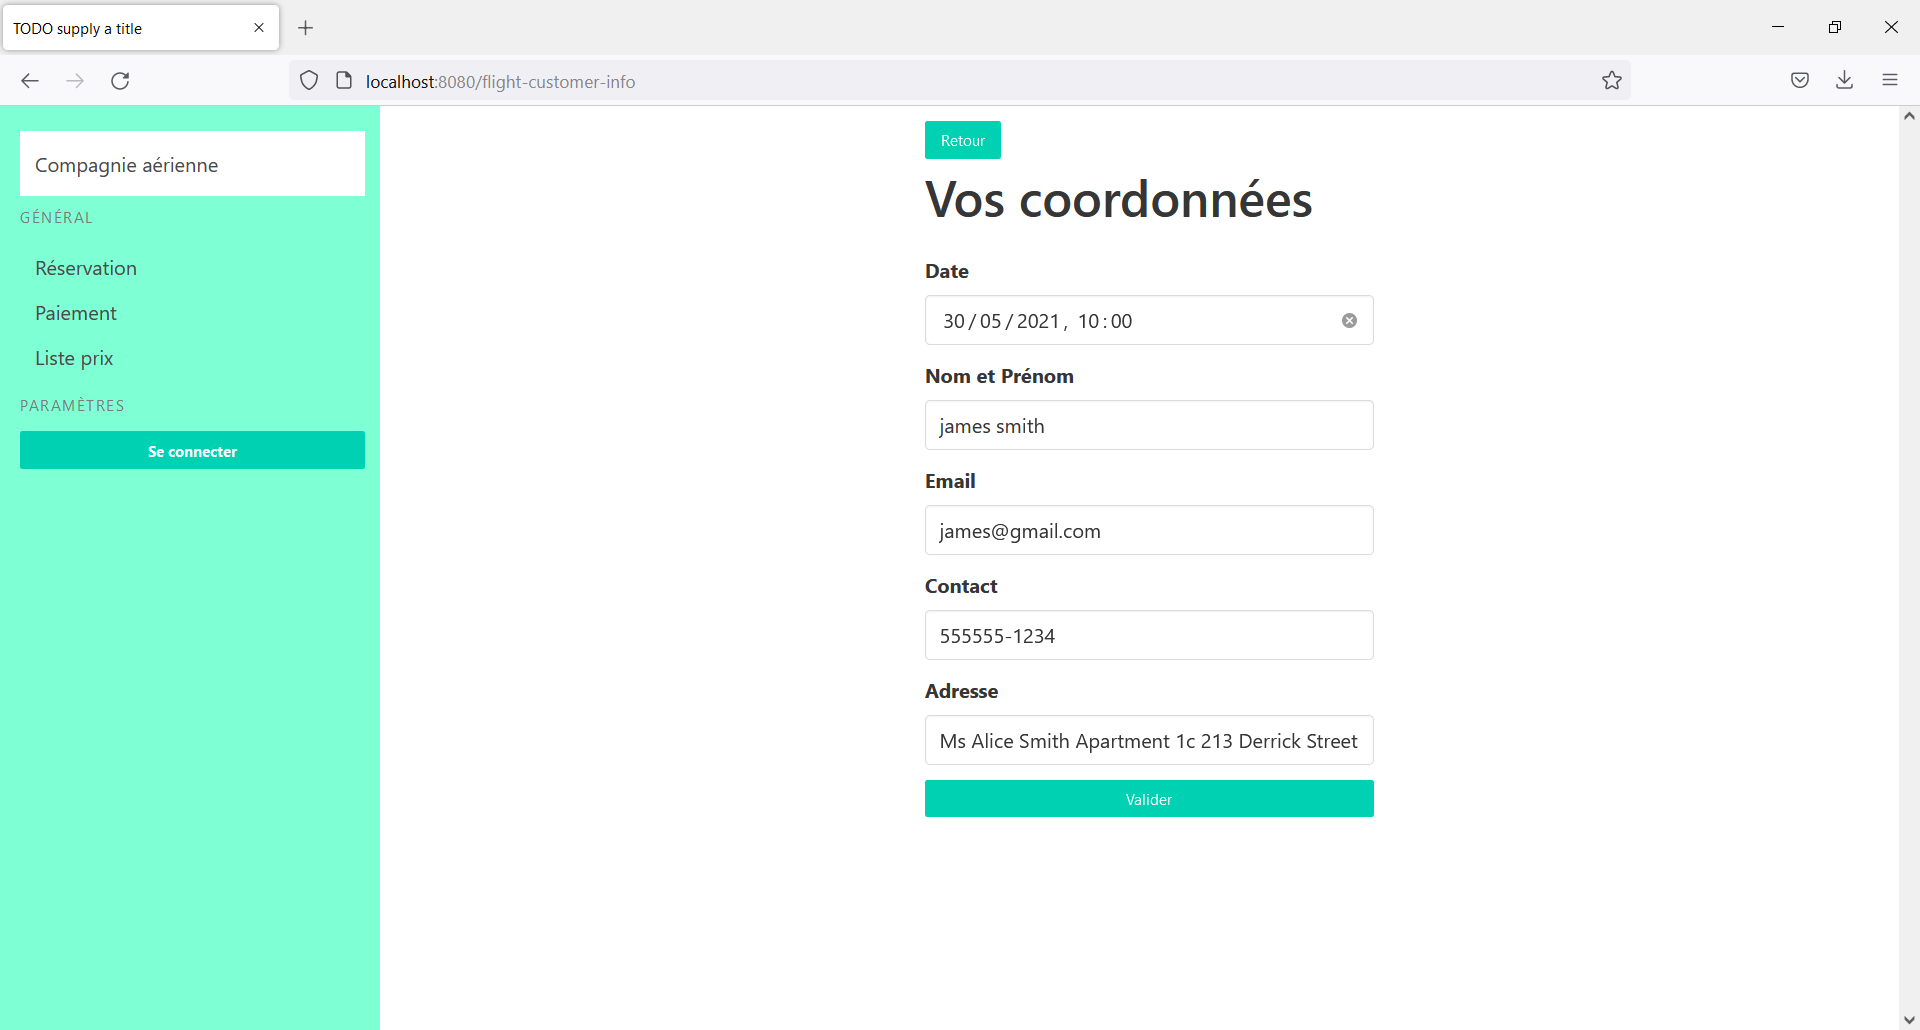 TODO supply a title
localhost:8080/flight-customer-info
Compagnie aérienne
GÉNÉRAL
Réservation
Paiement
Liste prix
PARAMÈTRES
Se connecter
Retour
Vos coordonnées
Date
30/05/2021, 10:00
Nom et Prénom
james smith
Email
james@gmail.com
Contact
555555-1234
Adresse
Ms Alice Smith Apartment 1c 213 Derrick Street
Valider